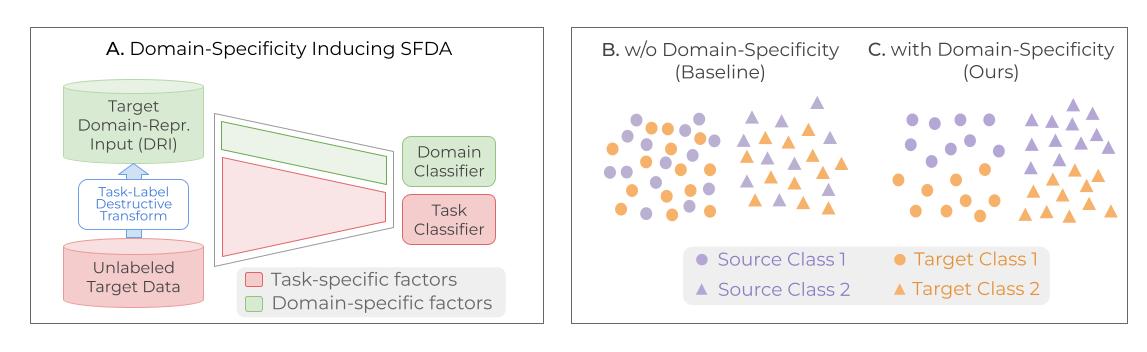 A. Domain-Specificity Inducing SFDA
Target
Domain-Repr.
Input (DRI)
Task-Label
Destructive
Transform
Unlabeled
Target Data
Domain
Classifier
Task
Classifier
Task-specific factors
Domain-specific factors
B. w/o Domain-Specificity
(Baseline)
C. with Domain-Specificity
(Ours)
Source Class 1
Target Class 1
Source Class 2
Target Class 2